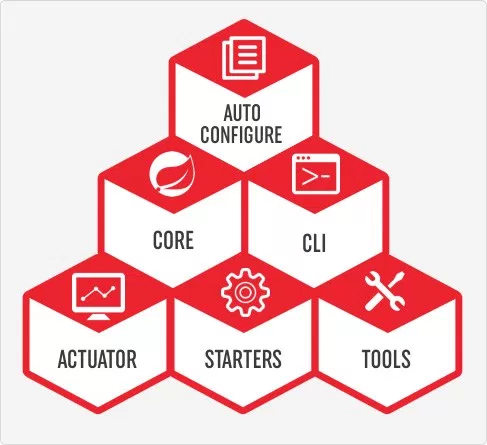 AUTO
CONFIGURE
CORE
CLI
ACTUATOR
STARTERS
TOOLS